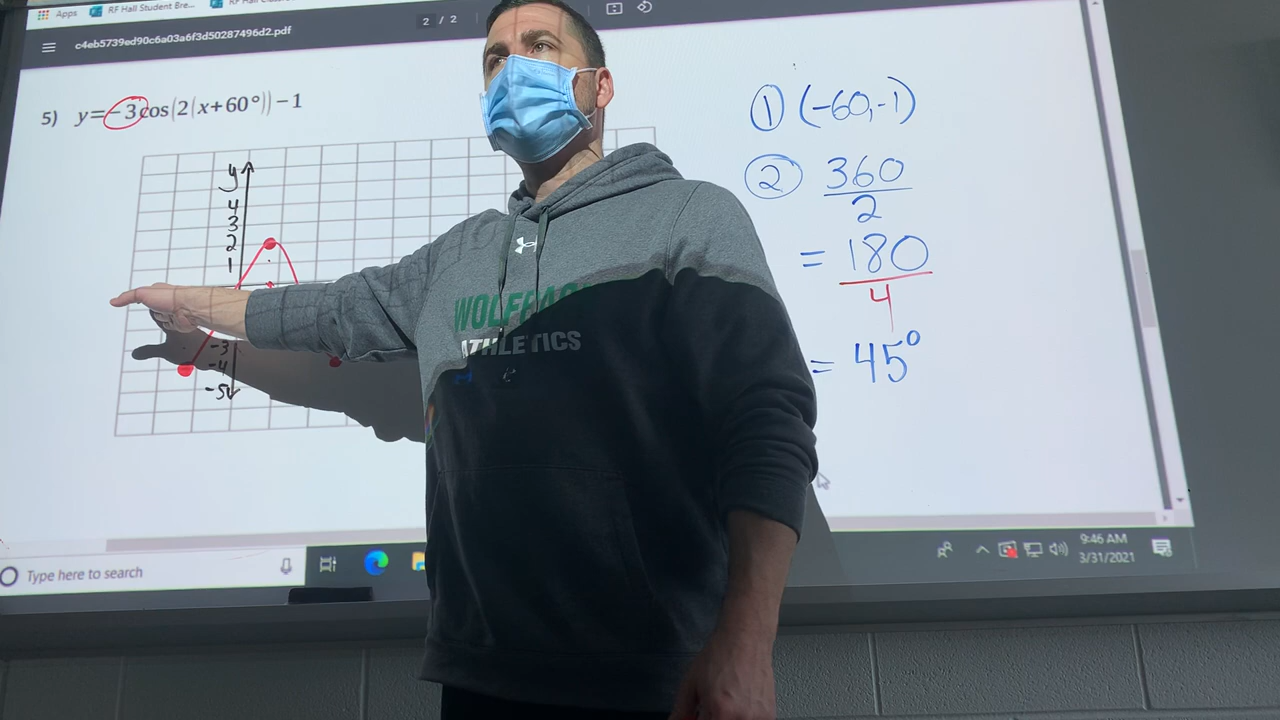 Apps RF Hall Student Bre...
c4eb5739ed90c6a03a6f3d50287496d2.pdf
2 / 2
5) y=-3cos(2(x+60°))-1
y
4
3
2
1
-3
-4
-5
① (-60,-1)
② 360
2
= 180
4
= 45°
WOLFPACK
ATHLETICS
Type here to search
9:46 AM
3/31/2021